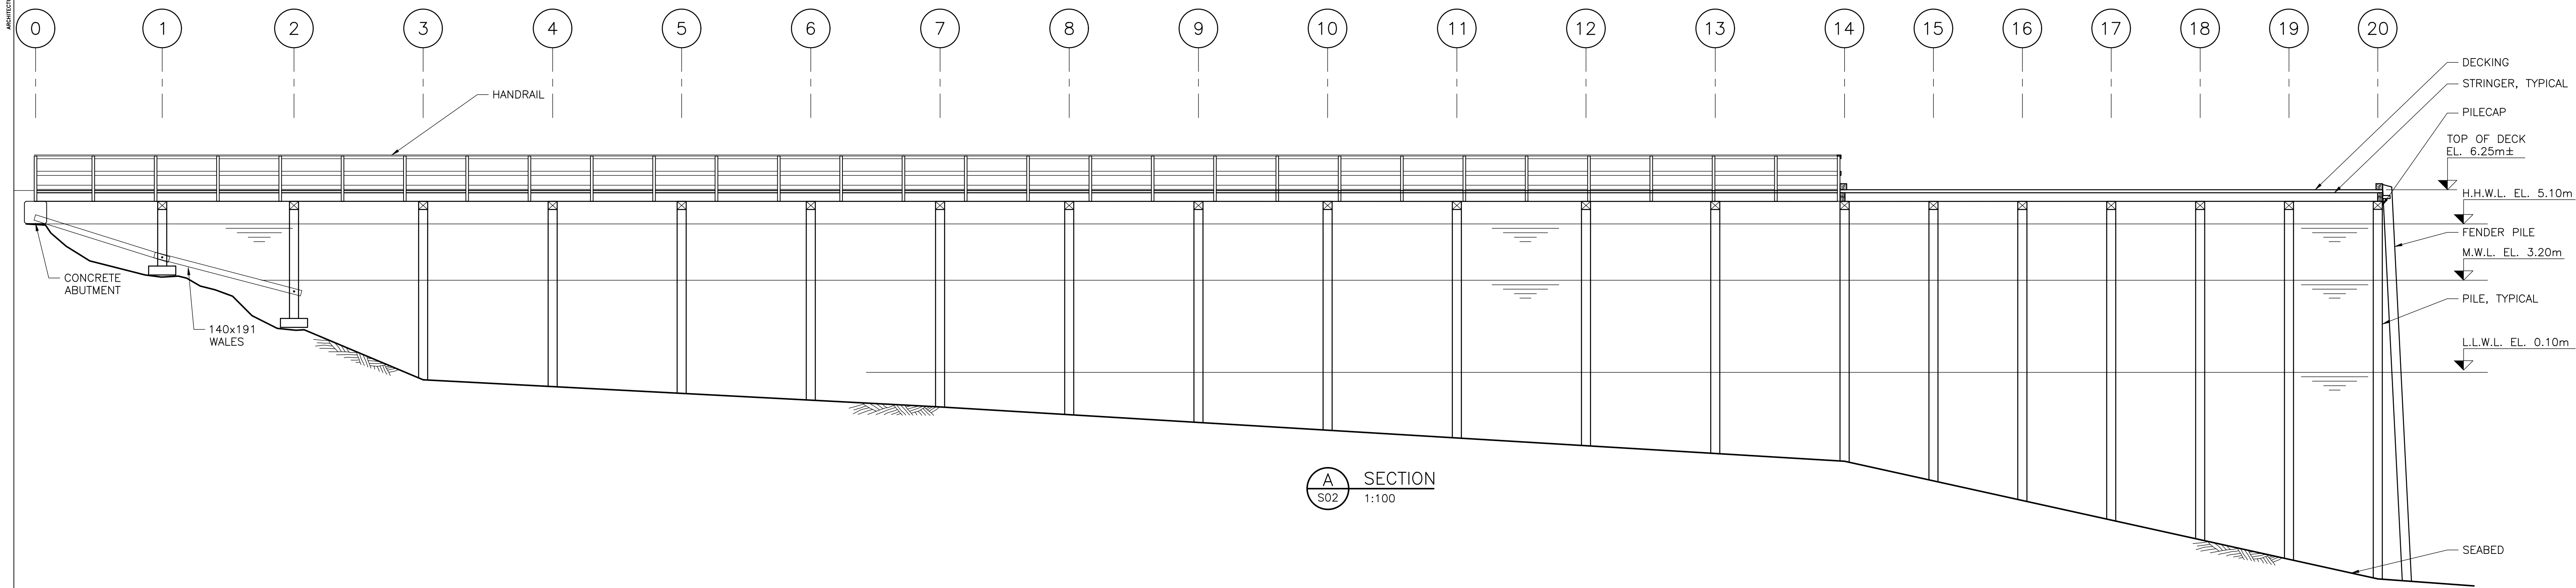 0 1 2 3 4 5 6 7 8 9 10 11 12 13 14 15 16 17 18 19 20
DECKING
STRINGER, TYPICAL
HANDRAIL
PILECAP
TOP OF DECK
EL. 6.25m±
H.H.W.L. EL. 5.10m
FENDER PILE
M.W.L. EL. 3.20m
CONCRETE
ABUTMENT
PILE, TYPICAL
140x191
WALES
L.L.W.L. EL. 0.10m
A SECTION
S02 1:100
SEABED